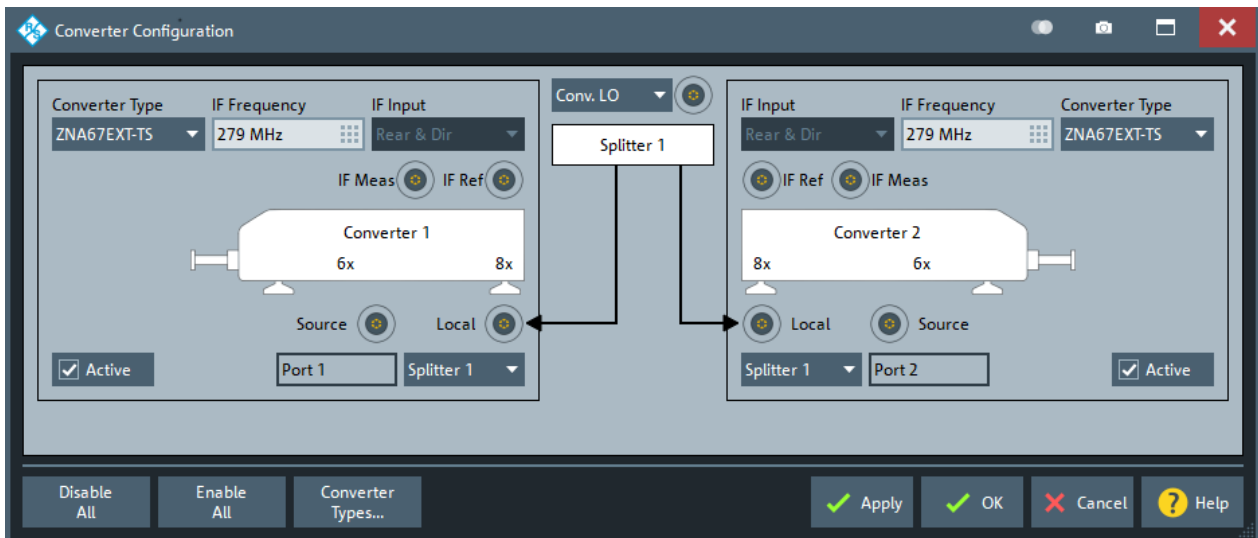 Converter Configuration
Converter Type IF Frequency IF Input
ZNA67EXT-TS 279 MHz Rear & Dir
IF Meas IF Ref
Converter 1
6x 8x
Source Local
Active Port 1 Splitter 1
Conv. LO
Splitter 1
IF Input IF Frequency Converter Type
Rear & Dir 279 MHz ZNA67EXT-TS
IF Ref IF Meas
Converter 2
8x 6x
Local Source
Splitter 1 Port 2 Active
Disable
All
Enable
All
Converter
Types...
Apply
OK
Cancel
? Help